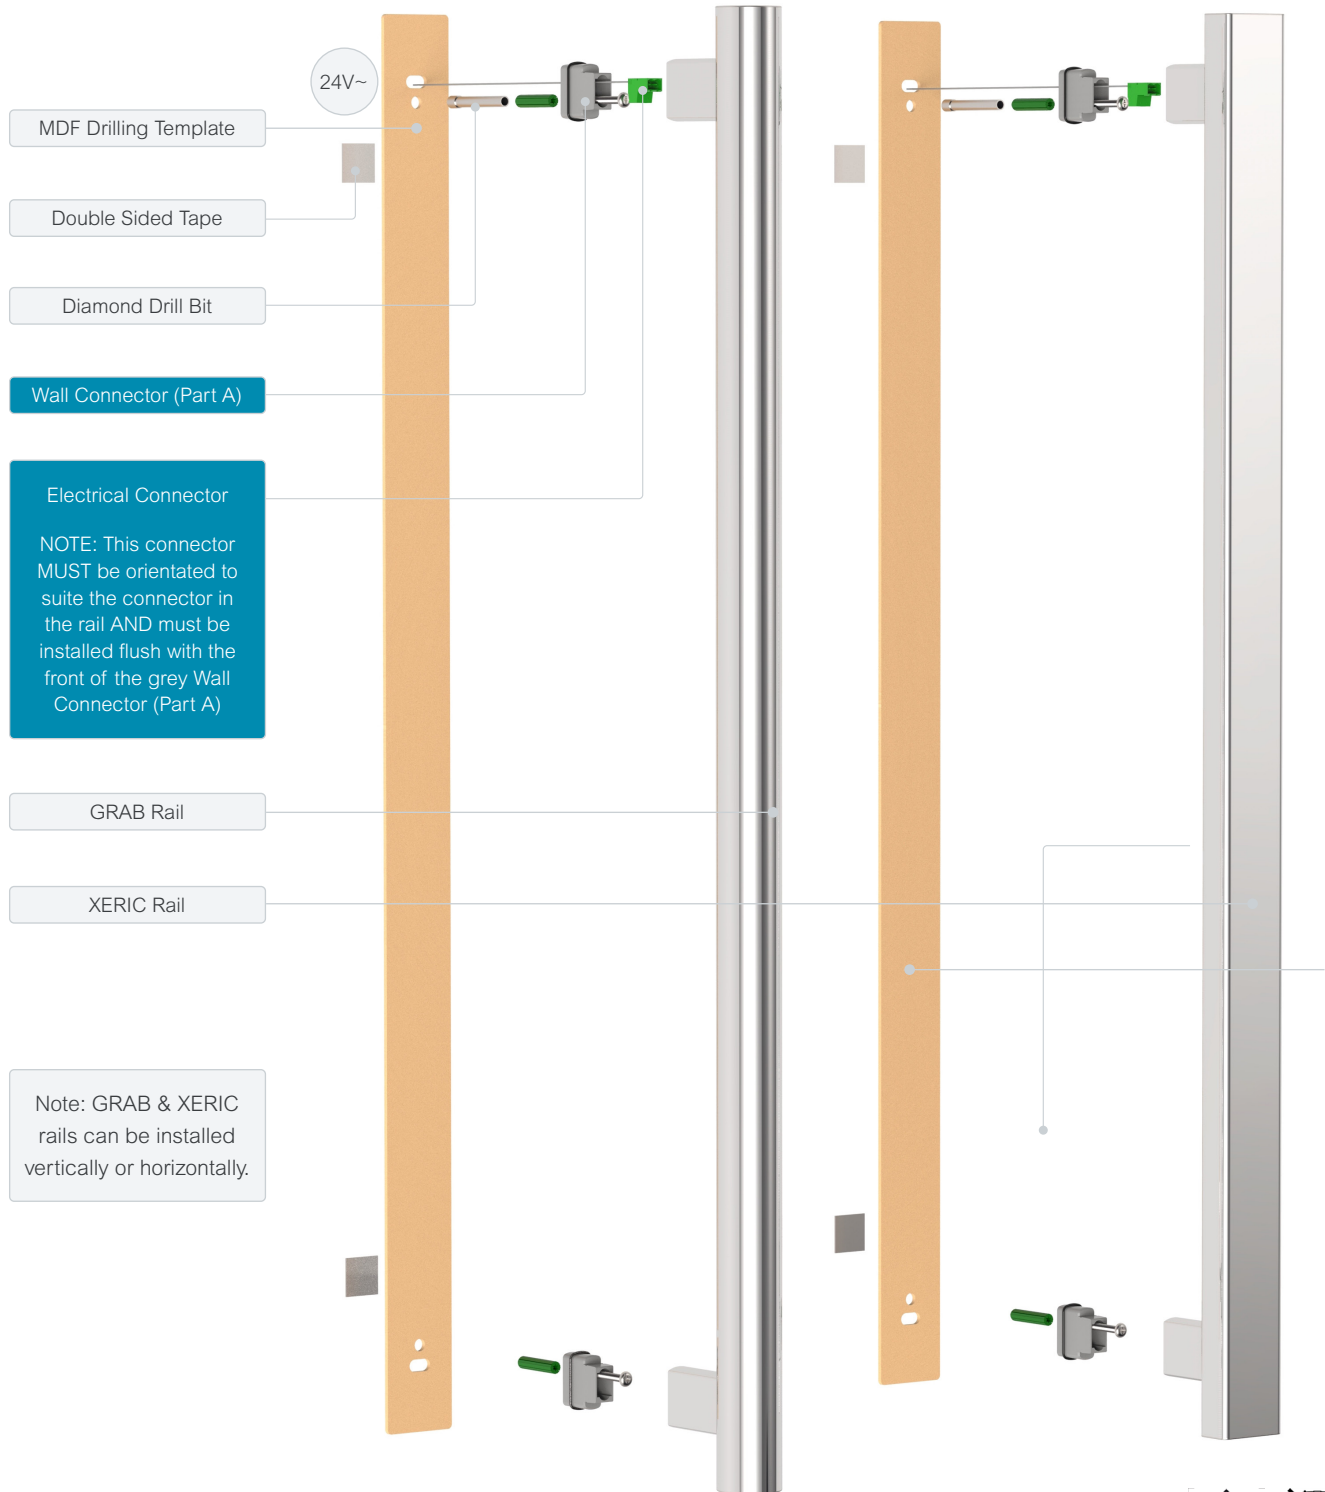 24V~
MDF Drilling Template
Double Sided Tape
Diamond Drill Bit
Wall Connector (Part A)
Electrical Connector
NOTE: This connector
MUST be orientated to
suite the connector in
the rail AND must be
installed flush with the
front of the grey Wall
Connector (Part A)
GRAB Rail
XERIC Rail
Note: GRAB & XERIC
rails can be installed
vertically or horizontally.